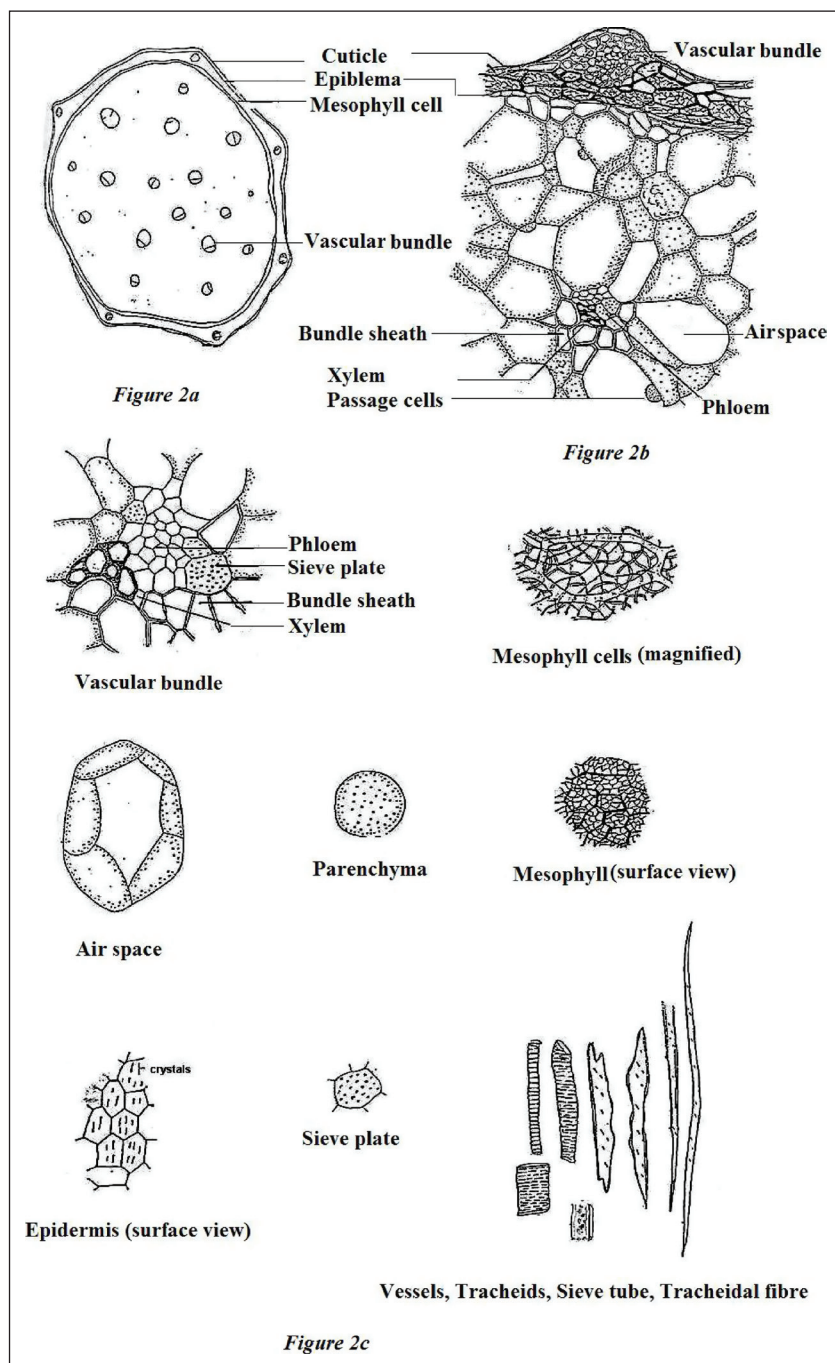 Cuticle
Epiblema
Mesophyll cell
Vascular bundle
Vascular bundle
Figure 2a
Bundle sheath
Xylem
Passage cells
Air space
Phloem
Figure 2b
Phloem
Sieve plate
Bundle sheath
Xylem
Vascular bundle
Mesophyll cells (magnified)
Air space
Parenchyma
Mesophyll (surface view)
crystals
Epidermis (surface view)
Sieve plate
Vessels, Tracheids, Sieve tube, Tracheidal fibre
Figure 2c